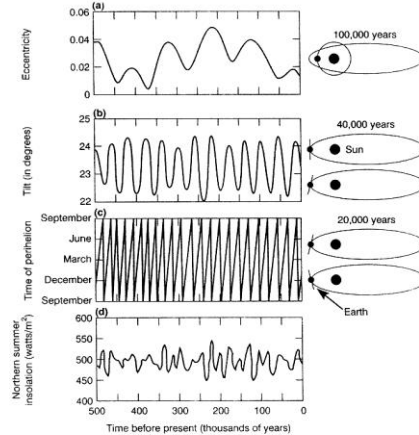 (a)
Eccentricity
0.06
0.04
0.02
0
100,000 years
(b)
Tilt (in degrees)
25
24
23
22
40,000 years
Sun
(c)
Time of perihelion
September
June
March
December
September
20,000 years
Earth
(d)
Northern summer
insolation (watts/m²)
600
550
500
450
400
500
400
300
200
100
0
Time before present (thousands of years)